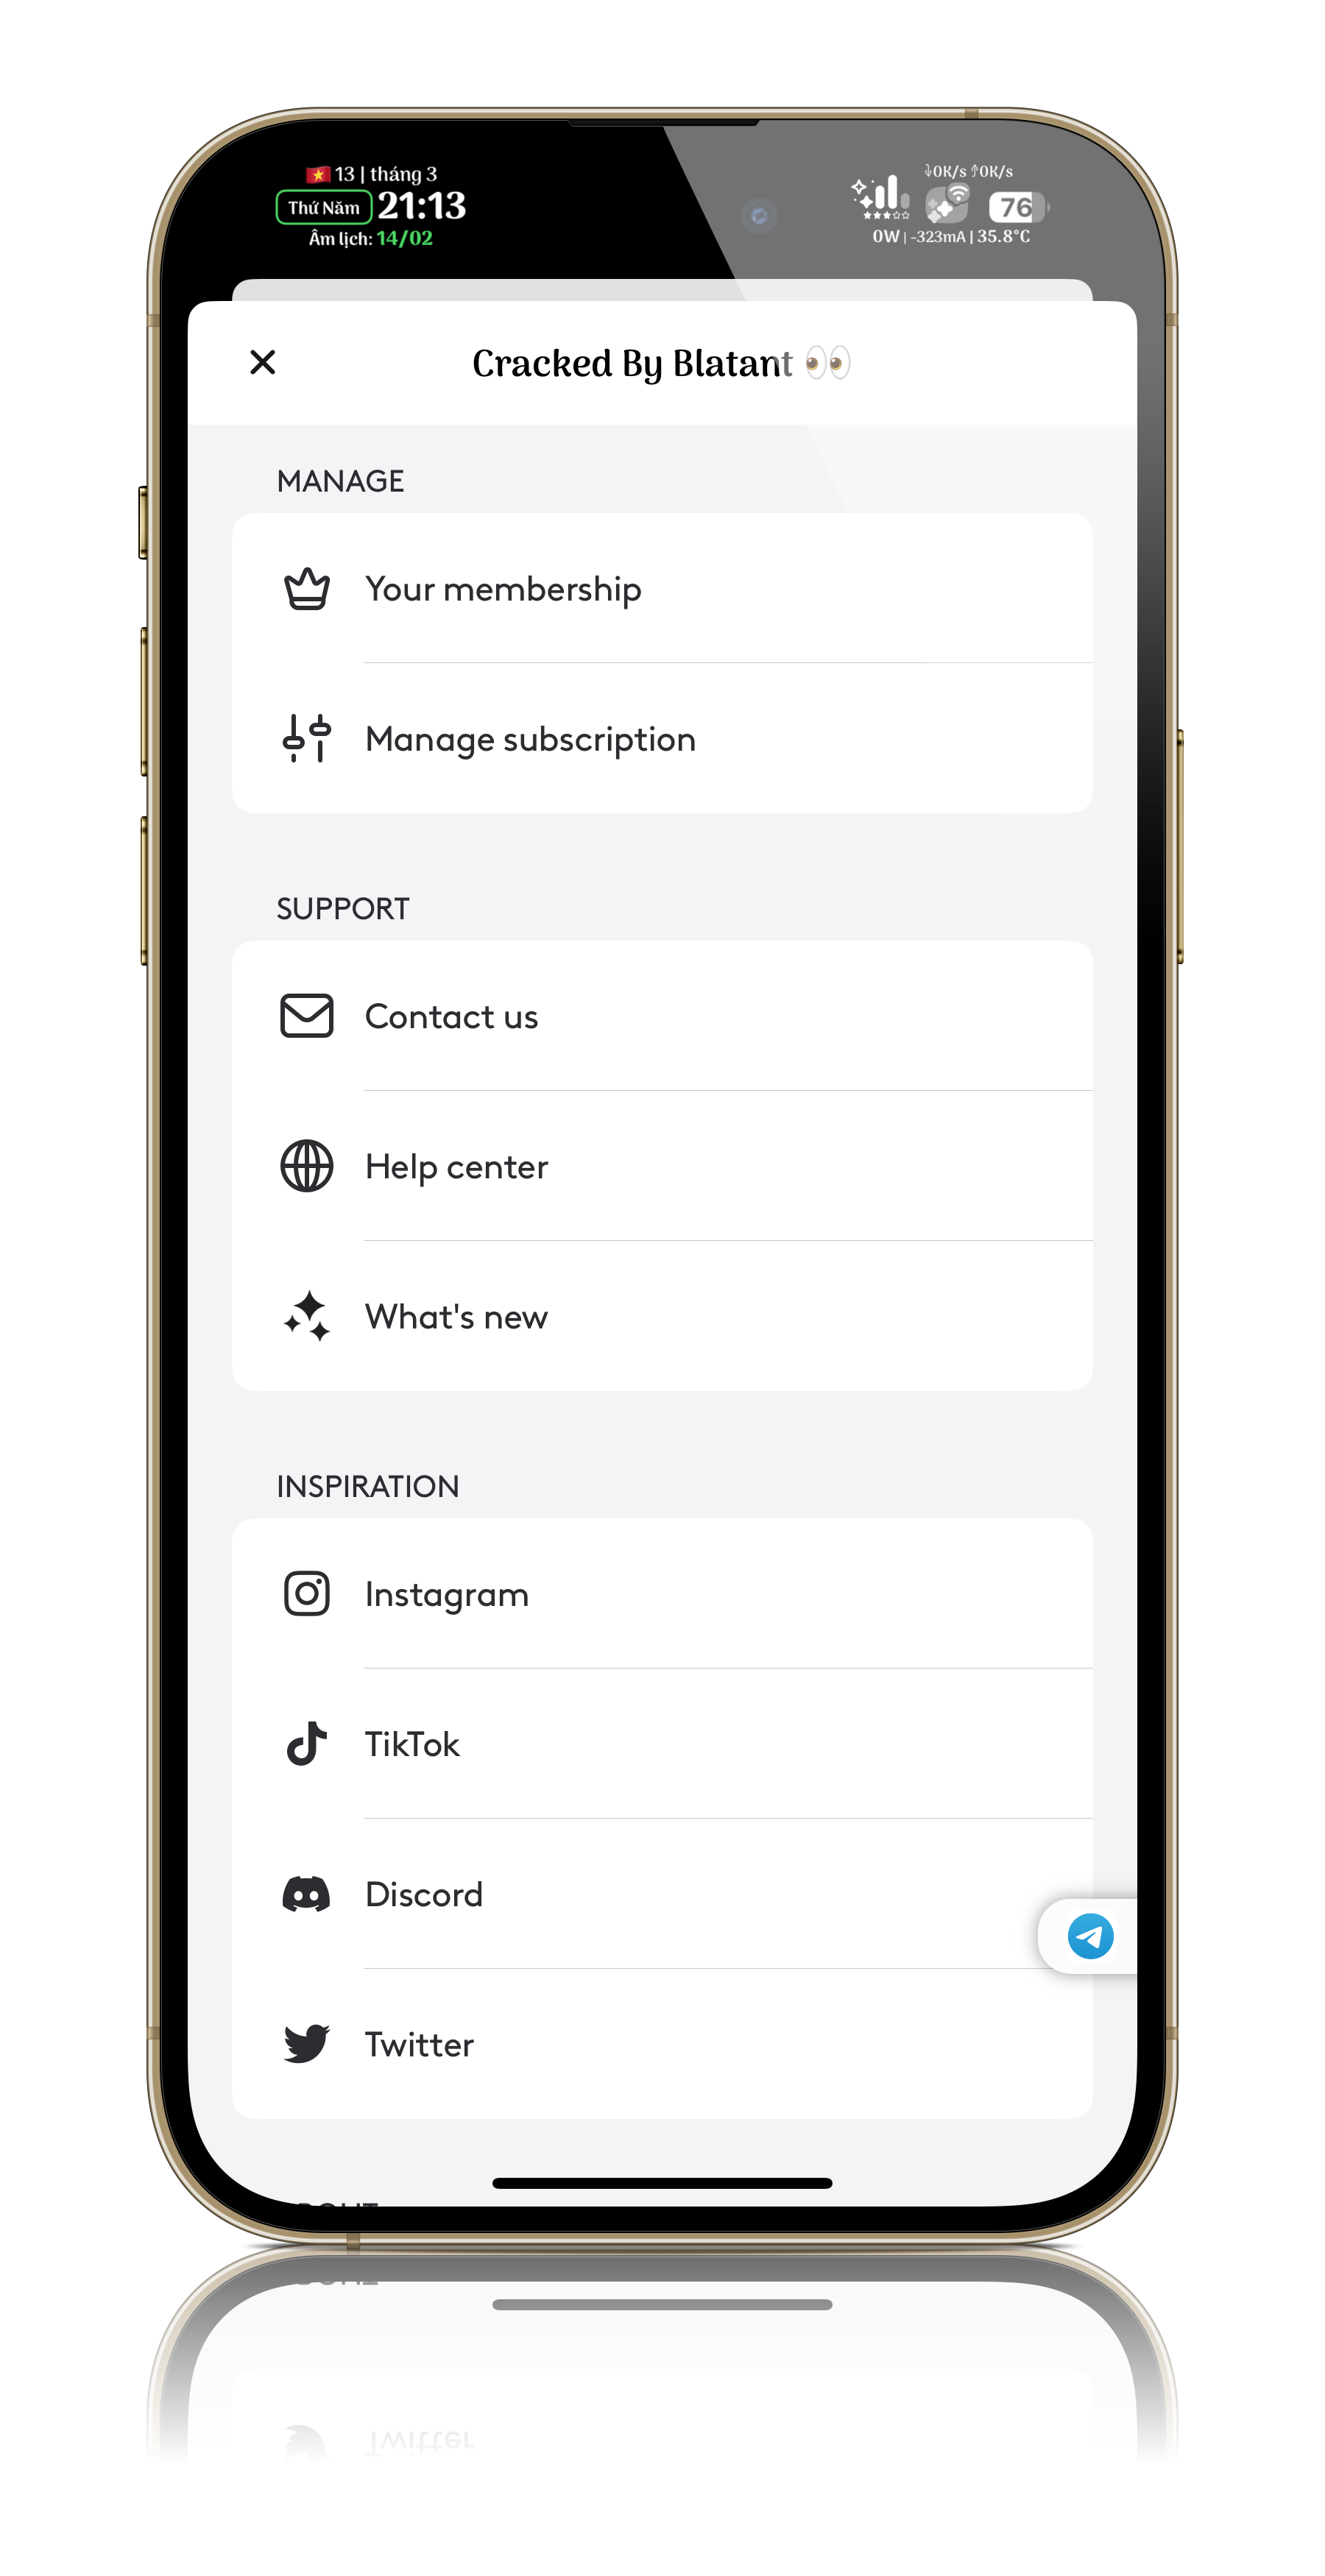 🇻🇳 13 | tháng 3
Thứ Năm 21:13
Âm lịch: 14/02
↓0K/s ↑0K/s
76
0W | -323mA | 35.8°C
Cracked By Blatant 👀
MANAGE
Your membership
Manage subscription
SUPPORT
Contact us
Help center
What's new
INSPIRATION
Instagram
TikTok
Discord
Twitter